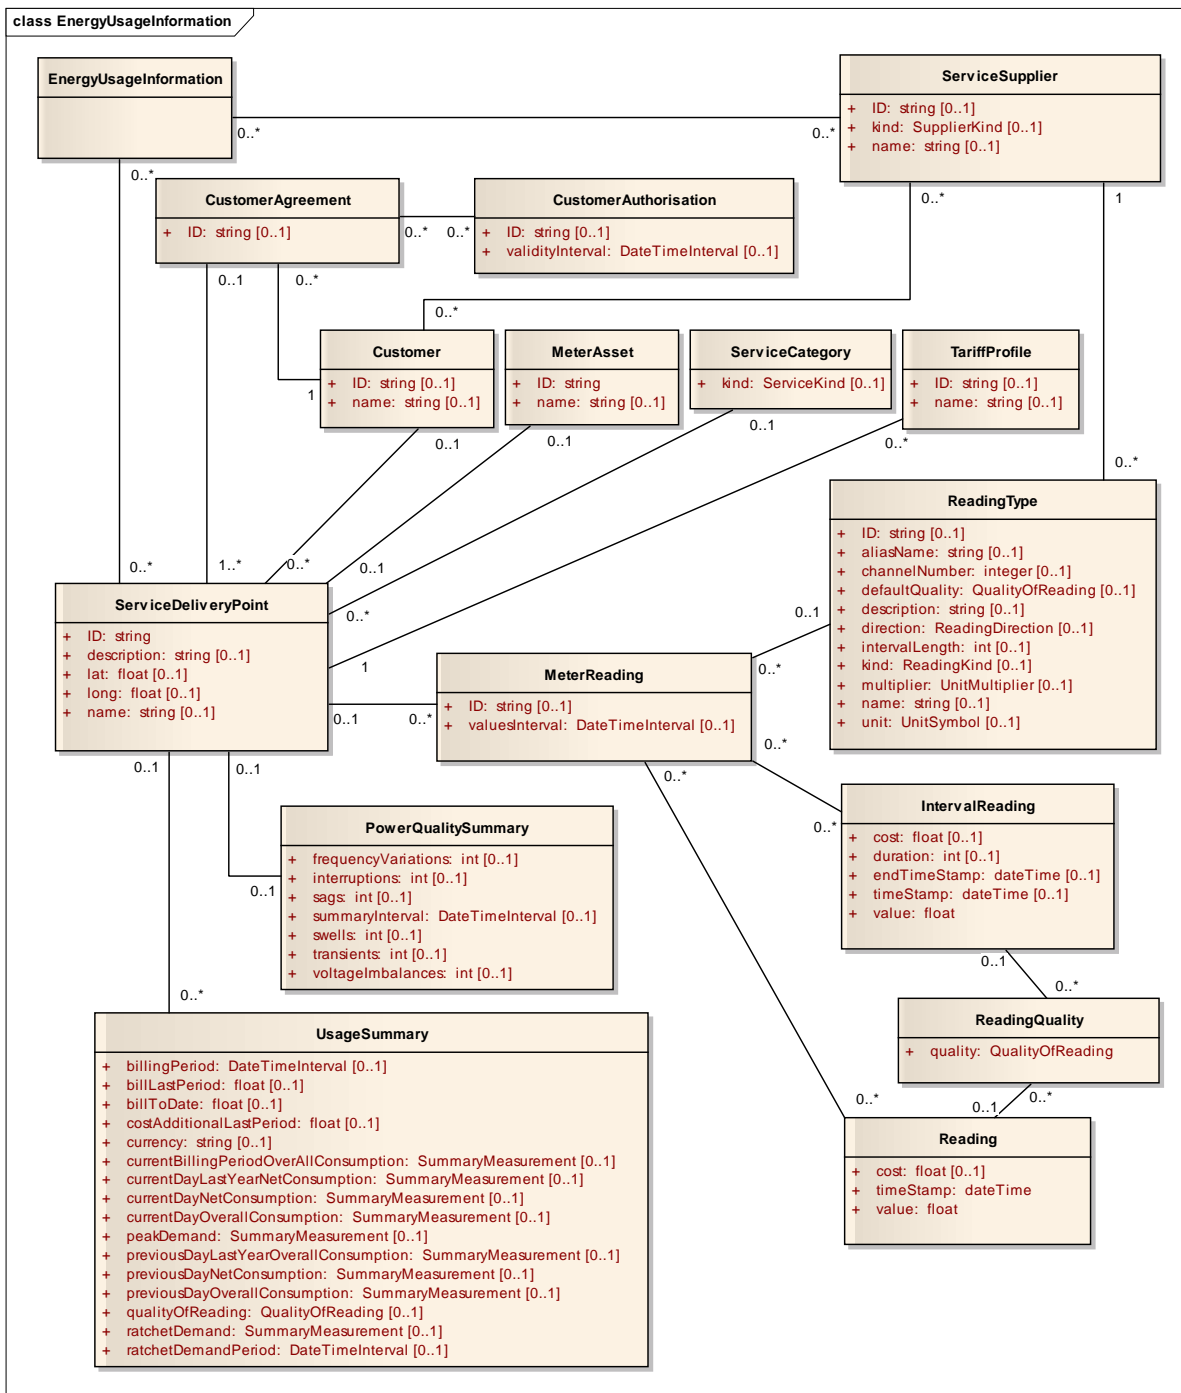 class EnergyUsageInformation
EnergyUsageInformation
0..*
0..*
ServiceSupplier
+ ID: string [0..1]
+ kind: SupplierKind [0..1]
+ name: string [0..1]
0..*
0..*
1
CustomerAgreement
+ ID: string [0..1]
0..*
0..*
0..1
0..*
CustomerAuthorisation
+ ID: string [0..1]
+ validityInterval: DateTimeInterval [0..1]
0..*
Customer
+ ID: string [0..1]
+ name: string [0..1]
1
0..1
MeterAsset
+ ID: string
+ name: string [0..1]
0..1
ServiceCategory
+ kind: ServiceKind [0..1]
0..1
TariffProfile
+ ID: string [0..1]
+ name: string [0..1]
0..*
0..*
ReadingType
+ ID: string [0..1]
+ aliasName: string [0..1]
+ channelNumber: integer [0..1]
+ defaultQuality: QualityOfReading [0..1]
+ description: string [0..1]
+ direction: ReadingDirection [0..1]
+ intervalLength: int [0..1]
+ kind: ReadingKind [0..1]
+ multiplier: UnitMultiplier [0..1]
+ name: string [0..1]
+ unit: UnitSymbol [0..1]
0..1
0..*
0..*
1..*
0..*
0..1
0..*
1
ServiceDeliveryPoint
+ ID: string
+ description: string [0..1]
+ lat: float [0..1]
+ long: float [0..1]
+ name: string [0..1]
0..1
0..*
0..1
0..1
MeterReading
+ ID: string [0..1]
+ valuesInterval: DateTimeInterval [0..1]
0..*
0..*
0..*
IntervalReading
+ cost: float [0..1]
+ duration: int [0..1]
+ endTimeStamp: dateTime [0..1]
+ timeStamp: dateTime [0..1]
+ value: float
0..1
0..*
PowerQualitySummary
+ frequencyVariations: int [0..1]
+ interruptions: int [0..1]
+ sags: int [0..1]
+ summaryInterval: DateTimeInterval [0..1]
+ swells: int [0..1]
+ transients: int [0..1]
+ voltageImbalances: int [0..1]
0..1
0..*
ReadingQuality
+ quality: QualityOfReading
0..*
0..1
0..*
Reading
+ cost: float [0..1]
+ timeStamp: dateTime
+ value: float
UsageSummary
+ billingPeriod: DateTimeInterval [0..1]
+ billLastPeriod: float [0..1]
+ billToDate: float [0..1]
+ costAdditionalLastPeriod: float [0..1]
+ currency: string [0..1]
+ currentBillingPeriodOverAllConsumption: SummaryMeasurement [0..1]
+ currentDayLastYearNetConsumption: SummaryMeasurement [0..1]
+ currentDayNetConsumption: SummaryMeasurement [0..1]
+ currentDayOverallConsumption: SummaryMeasurement [0..1]
+ peakDemand: SummaryMeasurement [0..1]
+ previousDayLastYearOverallConsumption: SummaryMeasurement [0..1]
+ previousDayNetConsumption: SummaryMeasurement [0..1]
+ previousDayOverallConsumption: SummaryMeasurement [0..1]
+ qualityOfReading: QualityOfReading [0..1]
+ ratchetDemand: SummaryMeasurement [0..1]
+ ratchetDemandPeriod: DateTimeInterval [0..1]